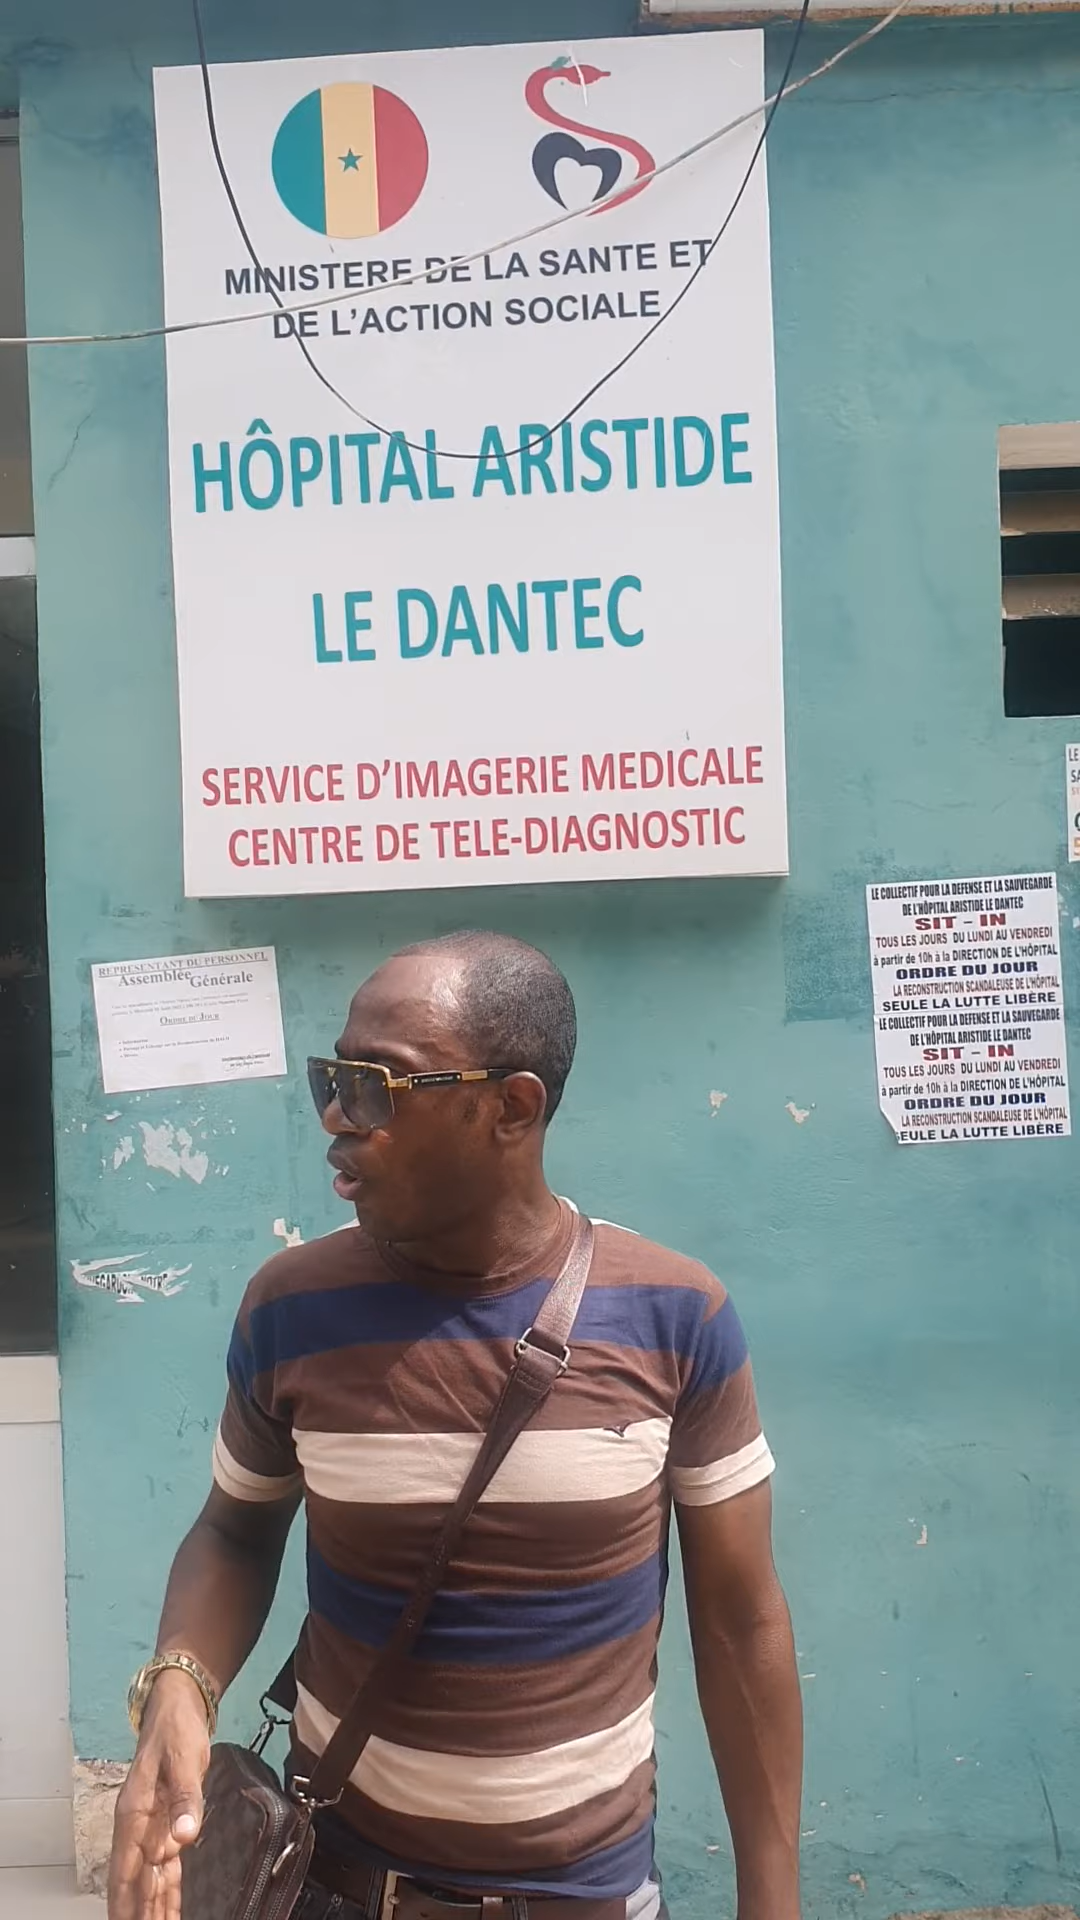 MINISTERE DE LA SANTE ET
DE L'ACTION SOCIALE
HÔPITAL ARISTIDE
LE DANTEC
SERVICE D'IMAGERIE MEDICALE
CENTRE DE TELE-DIAGNOSTIC
REPRESENTANT DU PERSONNEL
Assemblée Générale
ORDRE DU JOUR
LE COLLECTIF POUR LA DEFENSE ET LA SAUVEGARDE
DE L'HÔPITAL ARISTIDE LE DANTEC
SIT - IN
TOUS LES JOURS DU LUNDI AU VENDREDI
à partir de 10h à la DIRECTION DE L'HÔPITAL
ORDRE DU JOUR
LA RECONSTRUCTION SCANDALEUSE DE L'HÔPITAL
SEULE LA LUTTE LIBÈRE
LE COLLECTIF POUR LA DEFENSE ET LA SAUVEGARDE
DE L'HÔPITAL ARISTIDE LE DANTEC
SIT - IN
TOUS LES JOURS DU LUNDI AU VENDREDI
à partir de 10h à la DIRECTION DE L'HÔPITAL
ORDRE DU JOUR
LA RECONSTRUCTION SCANDALEUSE DE L'HÔPITAL
EULE LA LUTTE LIBÈRE